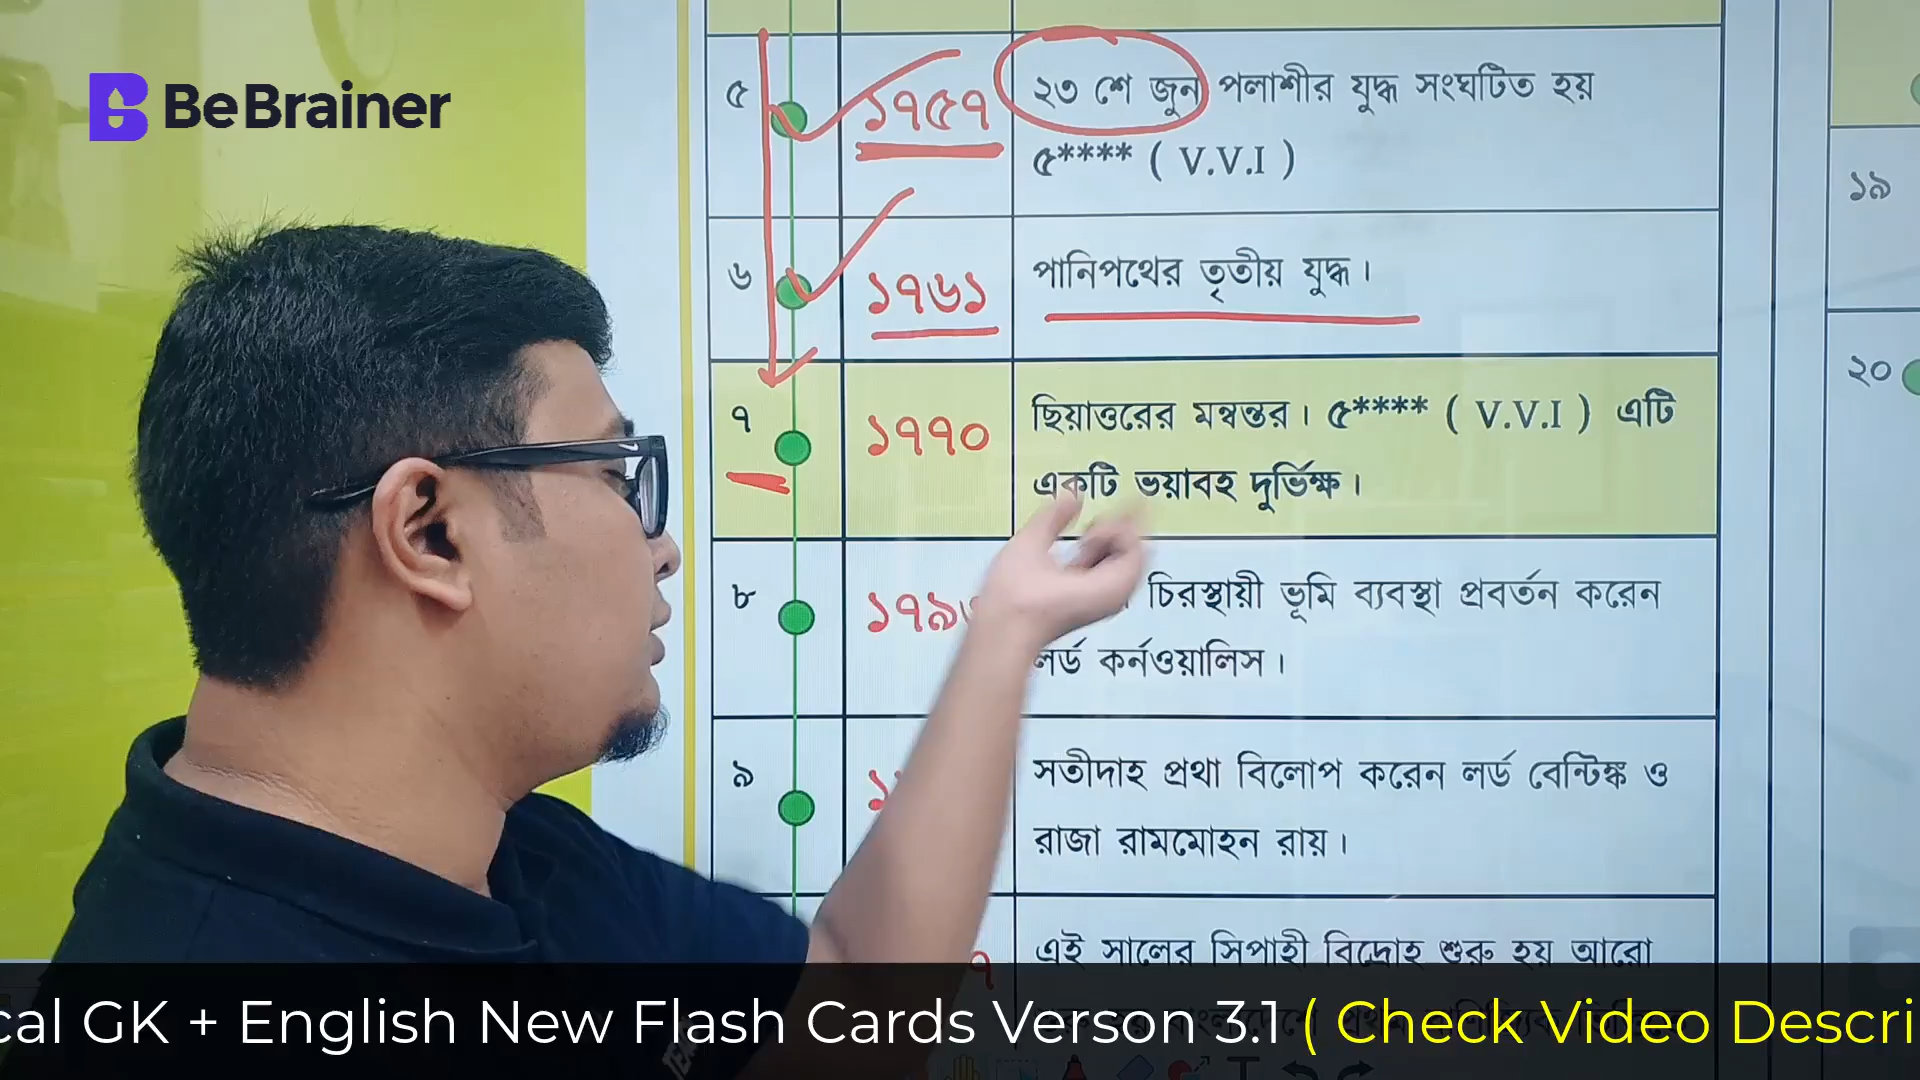 BeBrainer
৫
১৭৫৭
২৩ শে জুন পলাশীর যুদ্ধ সংঘটিত হয়
৫**** ( V.V.I )
৬
১৭৬১
পানিপথের তৃতীয় যুদ্ধ।
৭
১৭৭০
ছিয়াত্তরের মন্বন্তর। ৫**** ( V.V.I ) এটি
একটি ভয়াবহ দুর্ভিক্ষ।
৮
১৭৯
চিরস্থায়ী ভূমি ব্যবস্থা প্রবর্তন করেন
লর্ড কর্নওয়ালিস।
৯
সতীদাহ প্রথা বিলোপ করেন লর্ড বেন্টিঙ্ক ও
রাজা রামমোহন রায়।
৭
এই সালের সিপাহী বিদ্রোহ শুরু হয় আরো
১৯
২০
cal GK + English New Flash Cards Verson 3.1 ( Check Video Descri